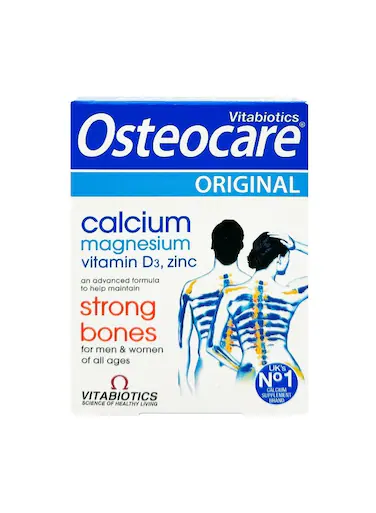 Vitabiotics
Osteocare®
ORIGINAL
calcium
magnesium
vitamin D3, zinc
an advanced formula
to help maintain
strong
bones
for men & women
of all ages
UK's
No1
CALCIUM
SUPPLEMENT
BRAND
VITABIOTICS
SCIENCE OF HEALTHY LIVING